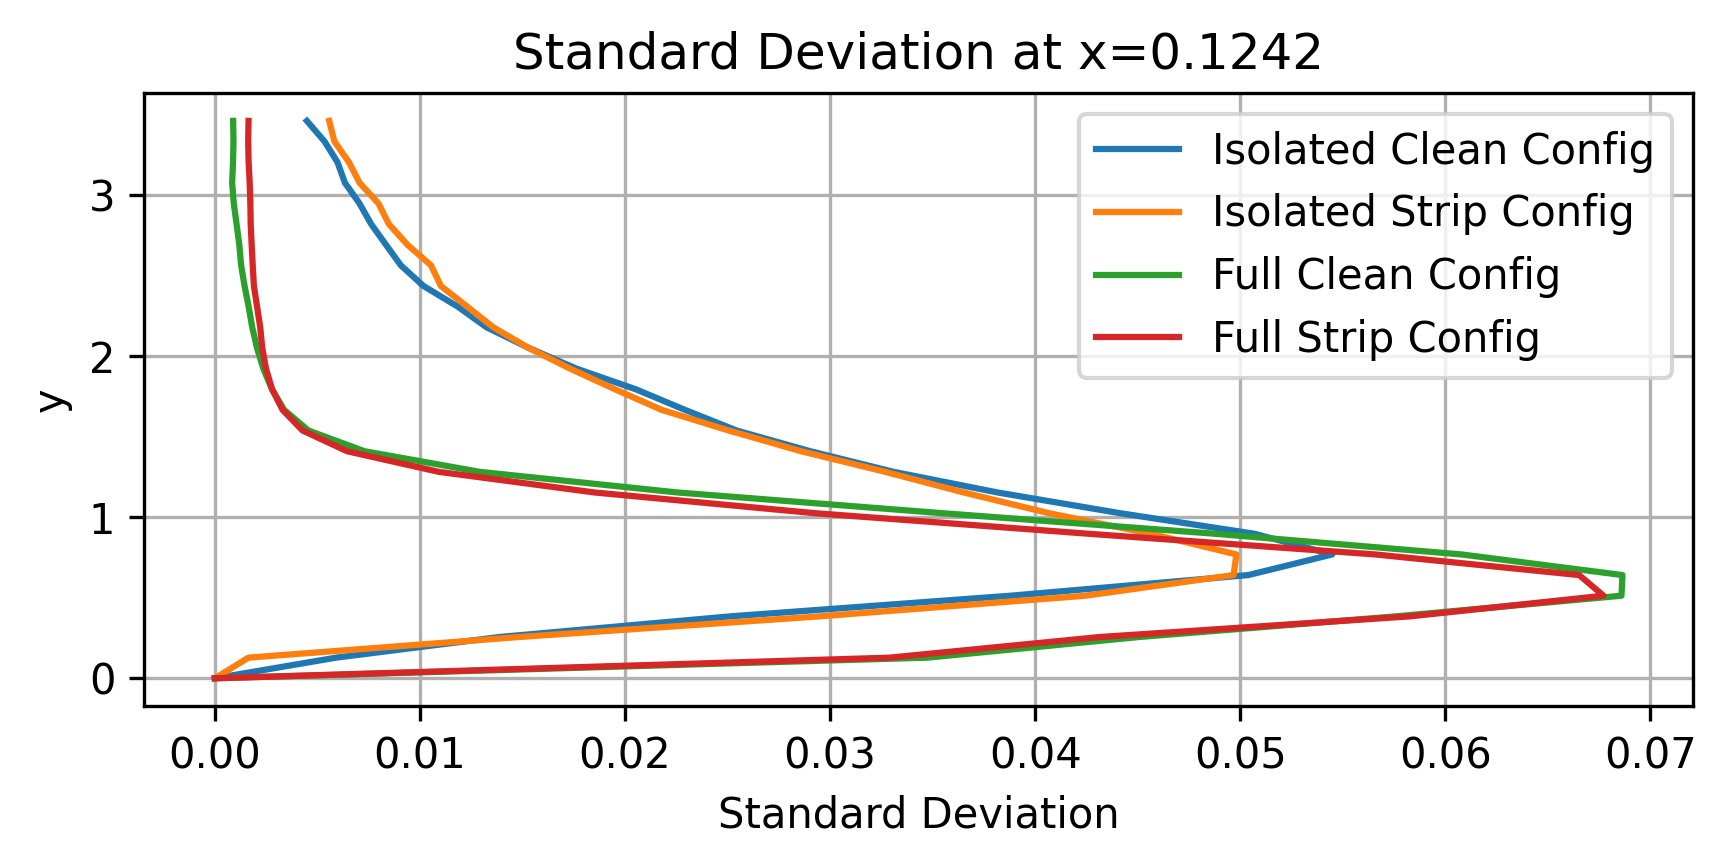 Standard Deviation at x=0.1242
Isolated Clean Config
Isolated Strip Config
Full Clean Config
Full Strip Config
3
2
1
0
y
0.00 0.01 0.02 0.03 0.04 0.05 0.06 0.07
Standard Deviation